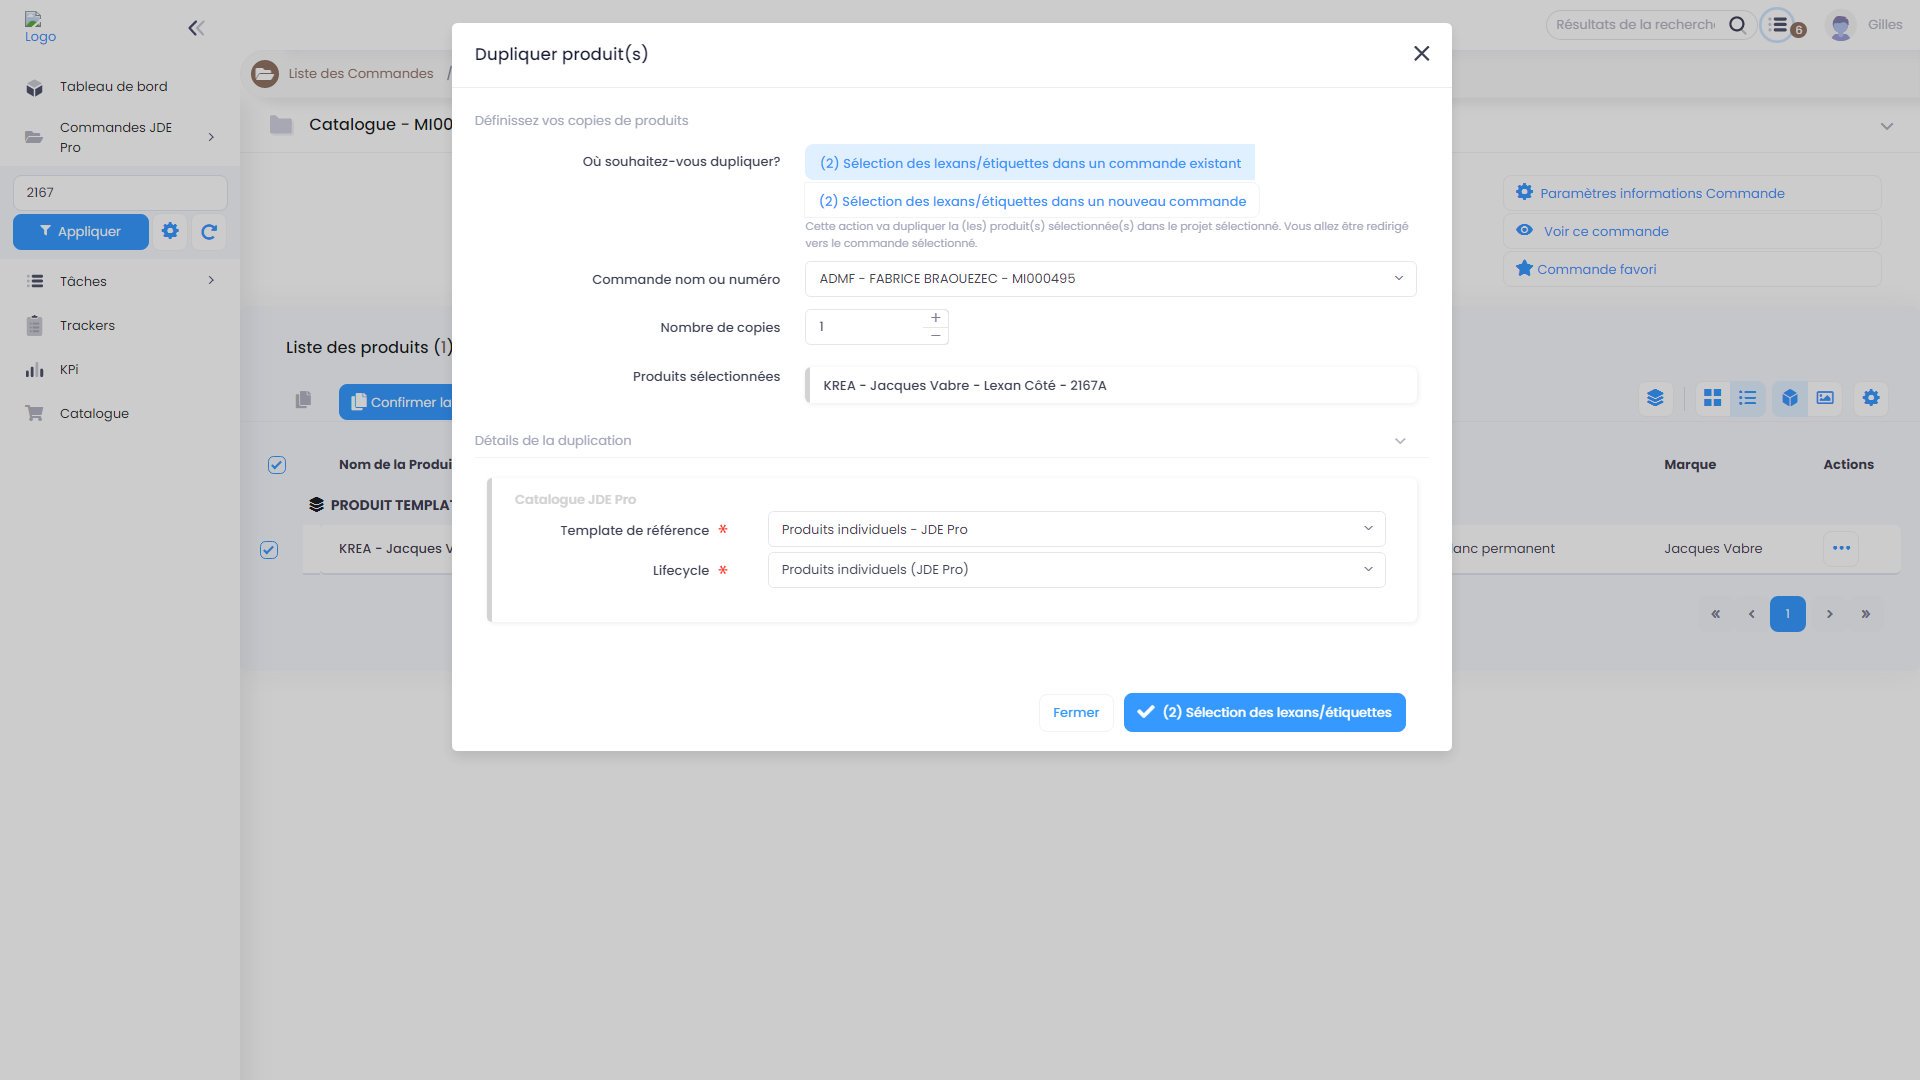 Logo
Tableau de bord
Commandes JDE
Pro
2167
Appliquer
Tâches
Trackers
KPi
Catalogue
Liste des Commandes /
Catalogue - MI00
Résultats de la recherche
6
Gilles
Paramètres informations Commande
Voir ce commande
Commande favori
Liste des produits (1)
Confirmer la
Nom de la Produi
Marque
Actions
PRODUIT TEMPLA
KREA - Jacques V
anc permanent
Jacques Vabre
« ‹ 1 › »
Dupliquer produit(s)
Définissez vos copies de produits
Où souhaitez-vous dupliquer?
(2) Sélection des lexans/étiquettes dans un commande existant
(2) Sélection des lexans/étiquettes dans un nouveau commande
Cette action va dupliquer la (les) produit(s) sélectionnée(s) dans le projet sélectionné. Vous allez être redirigé
vers le commande sélectionné.
Commande nom ou numéro
ADMF - FABRICE BRAOUEZEC - MI000495
Nombre de copies
1
Produits sélectionnées
KREA - Jacques Vabre - Lexan Côté - 2167A
Détails de la duplication
Catalogue JDE Pro
Template de référence *
Produits individuels - JDE Pro
Lifecycle *
Produits individuels (JDE Pro)
Fermer
(2) Sélection des lexans/étiquettes